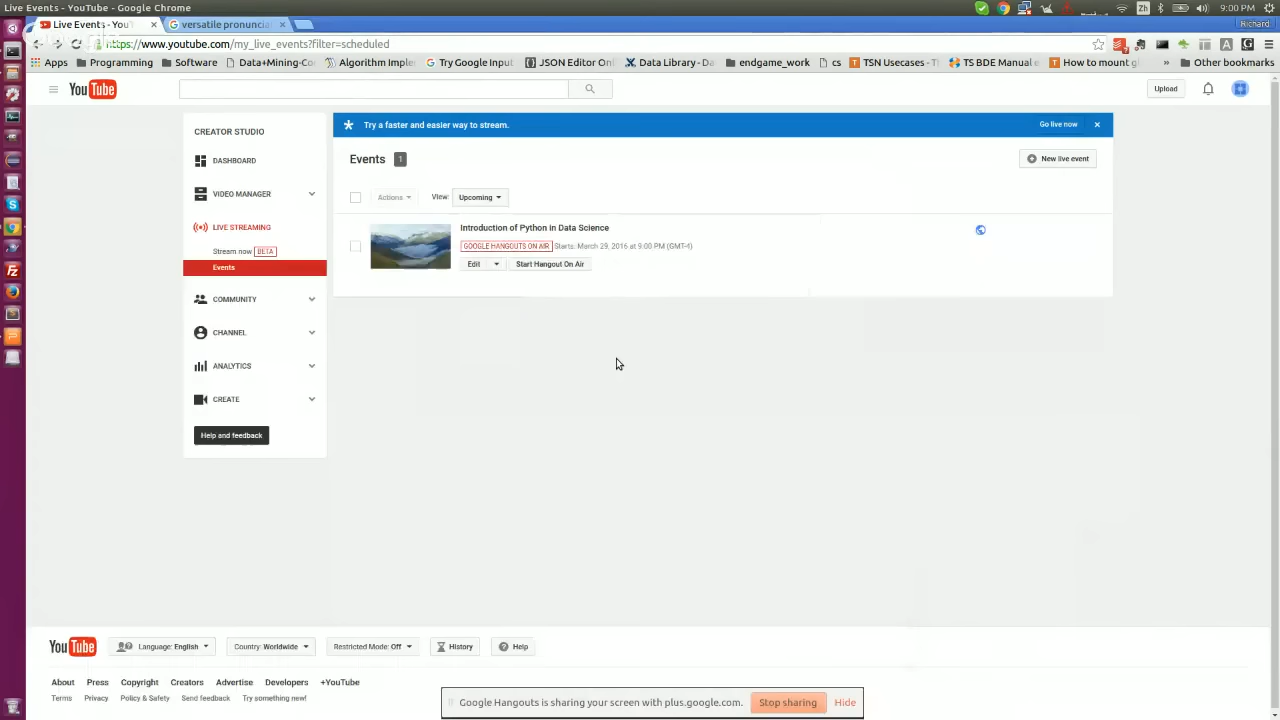 Live Events - YouTube - Google Chrome
Zh
9:00 PM
Live Events - You
versatile pronuncia
Richard
https://www.youtube.com/my_live_events?filter=scheduled
Apps Programming Software Data+Mining-Co Algorithm Imple Try Google Input JSON Editor Onl Data Library - Da endgame_work cs TSN Usecases - T TS BDE Manual e How to mount g » Other bookmarks
YouTube
Upload
CREATOR STUDIO
Try a faster and easier way to stream.
Go live now
DASHBOARD
Events 1
New live event
VIDEO MANAGER
Actions
View: Upcoming
LIVE STREAMING
Introduction of Python in Data Science
Stream now BETA
GOOGLE HANGOUTS ON AIR Starts: March 29, 2016 at 9:00 PM (GMT-4)
Events
Edit
Start Hangout On Air
COMMUNITY
CHANNEL
ANALYTICS
CREATE
Help and feedback
YouTube
Language: English
Country: Worldwide
Restricted Mode: Off
History
Help
About Press Copyright Creators Advertise Developers +YouTube
Terms Privacy Policy & Safety Send feedback Try something new!
Google Hangouts is sharing your screen with plus.google.com.
Stop sharing
Hide